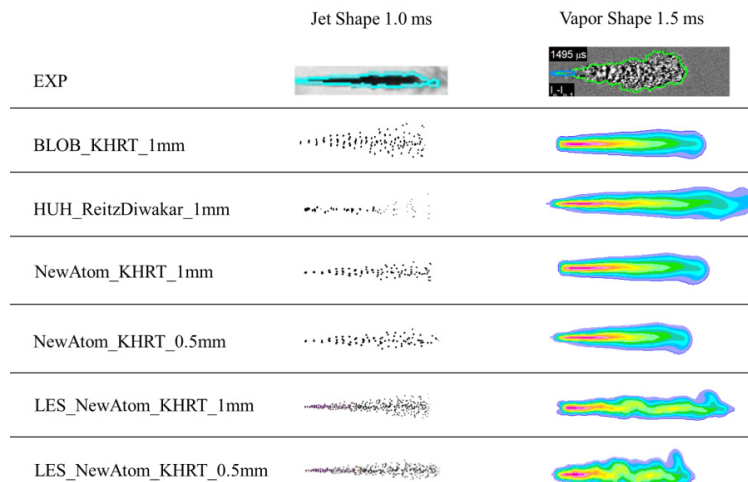 Jet Shape 1.0 ms
Vapor Shape 1.5 ms
EXP
1495 µs
BLOB_KHRT_1mm
HUH_ReitzDiwakar_1mm
NewAtom_KHRT_1mm
NewAtom_KHRT_0.5mm
LES_NewAtom_KHRT_1mm
LES_NewAtom_KHRT_0.5mm